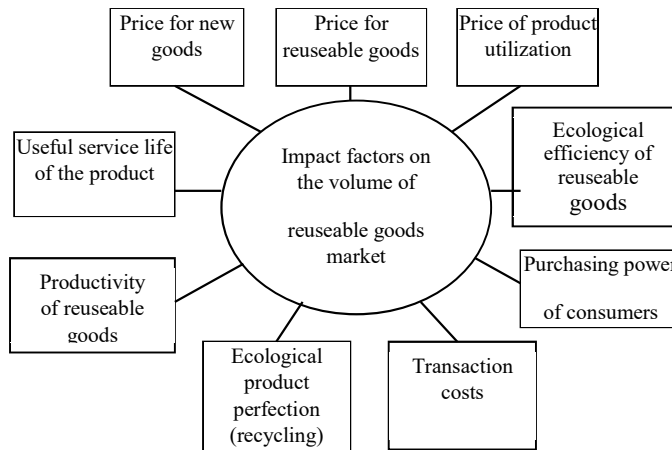 Price for new
goods
Price for
reuseable goods
Price of product
utilization
Useful service life
of the product
Impact factors on
the volume of
reuseable goods
market
Ecological
efficiency of
reuseable
goods
Productivity
of reuseable
goods
Purchasing power
of consumers
Ecological
product
perfection
(recycling)
Transaction
costs